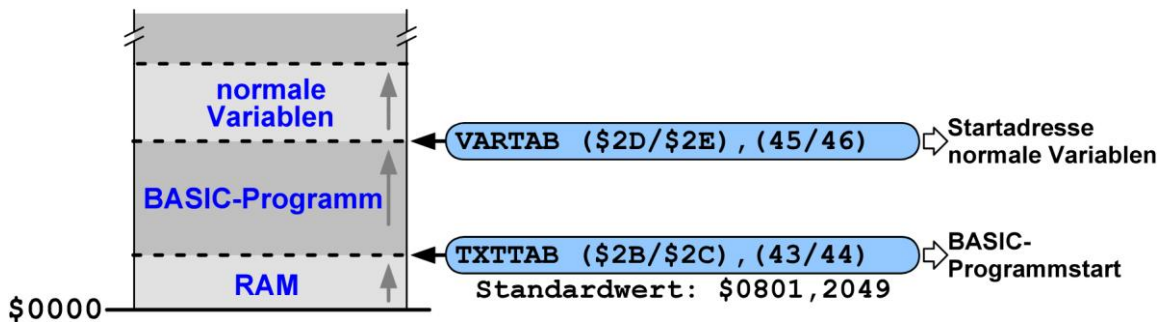 normale
Variablen
VARTAB ($2D/$2E),(45/46)
Startadresse
normale Variablen
BASIC-Programm
TXTTAB ($2B/$2C),(43/44)
BASIC-
Programmstart
RAM
Standardwert: $0801,2049
$0000